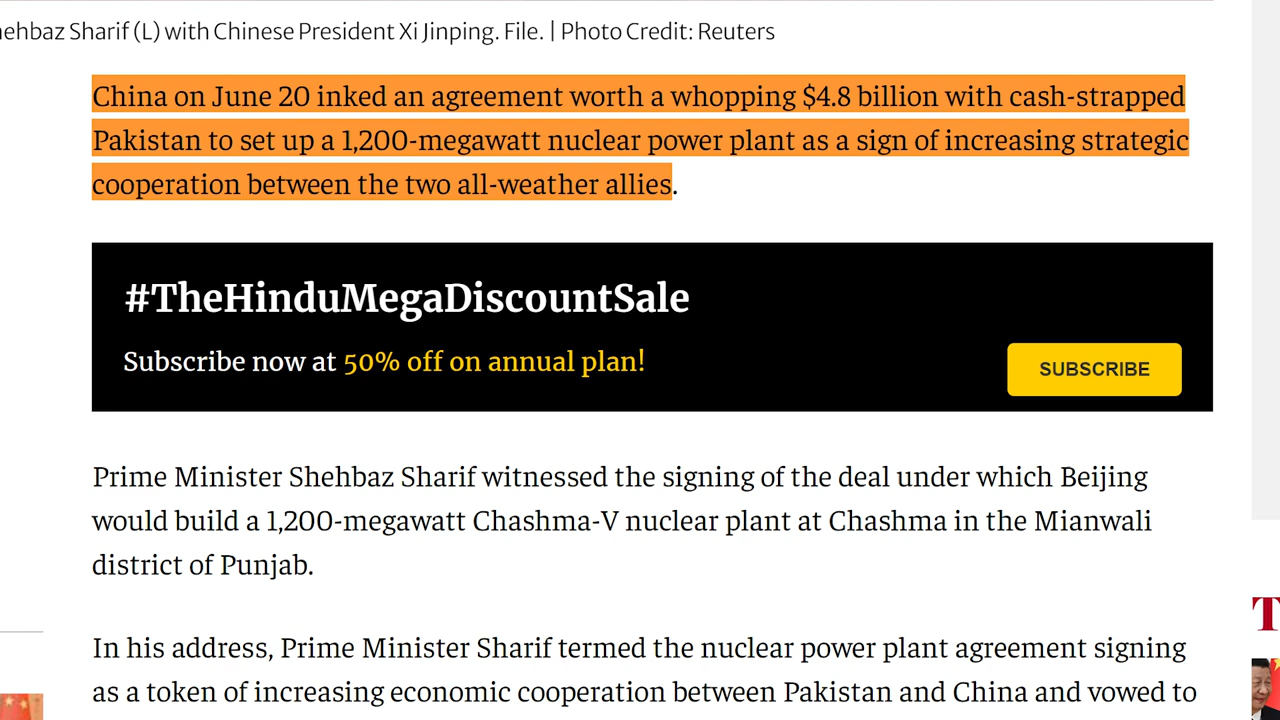 ehbaz Sharif (L) with Chinese President Xi Jinping. File. | Photo Credit: Reuters
China on June 20 inked an agreement worth a whopping $4.8 billion with cash-strapped
Pakistan to set up a 1,200-megawatt nuclear power plant as a sign of increasing strategic
cooperation between the two all-weather allies.
#TheHinduMegaDiscountSale
Subscribe now at 50% off on annual plan!
SUBSCRIBE
Prime Minister Shehbaz Sharif witnessed the signing of the deal under which Beijing
would build a 1,200-megawatt Chashma-V nuclear plant at Chashma in the Mianwali
district of Punjab.
T
In his address, Prime Minister Sharif termed the nuclear power plant agreement signing
as a token of increasing economic cooperation between Pakistan and China and vowed to